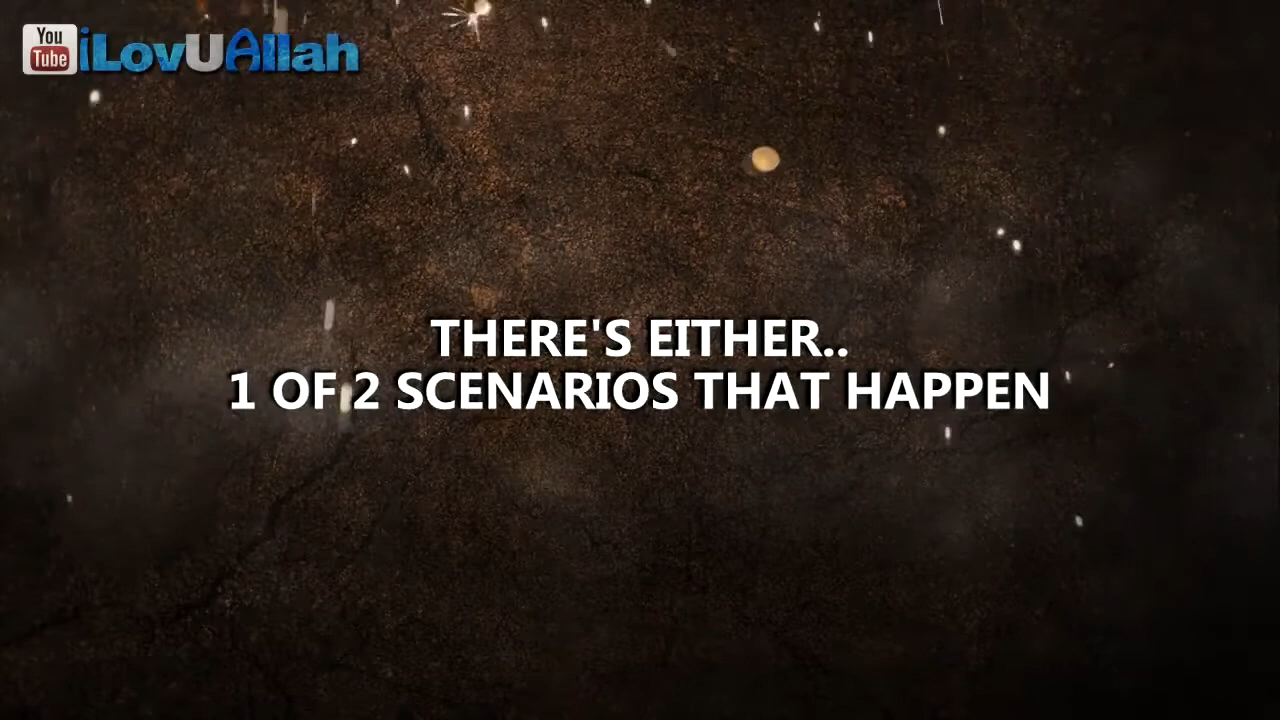 You
Tube
iLovUAllah
THERE'S EITHER..
1 OF 2 SCENARIOS THAT HAPPEN